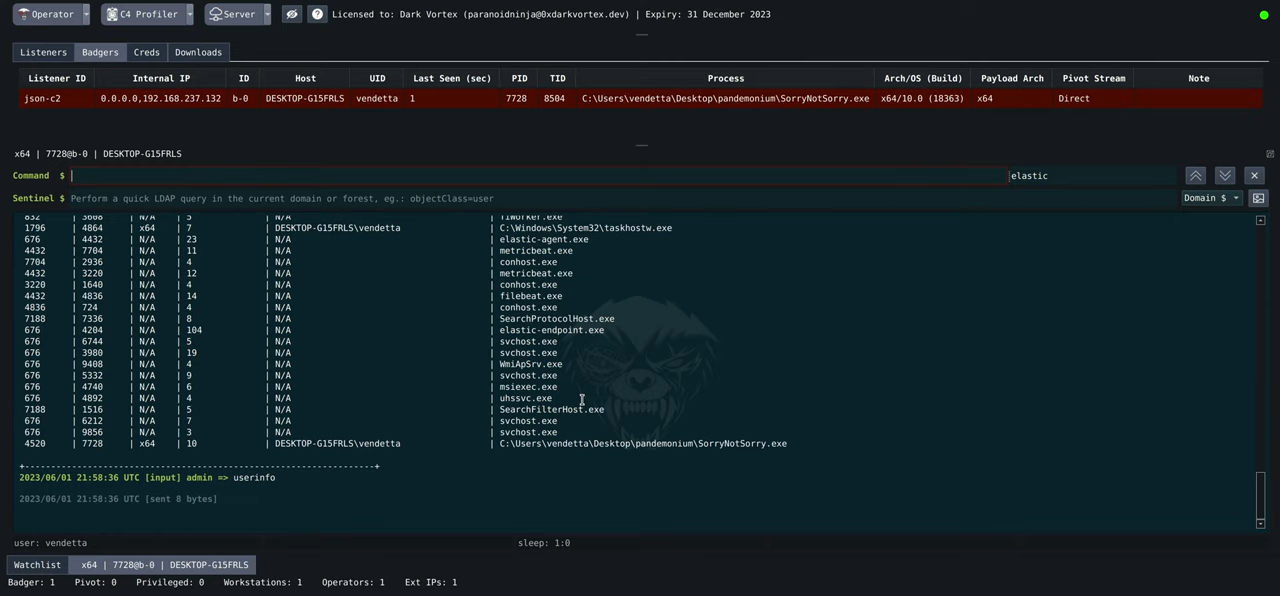 Operator C4 Profiler Server Licensed to: Dark Vortex (paranoidninja@0xdarkvortex.dev) | Expiry: 31 December 2023
Listeners Badgers Creds Downloads
Listener ID Internal IP ID Host UID Last Seen (sec) PID TID Process Arch/OS (Build) Payload Arch Pivot Stream Note
json-c2 0.0.0.0,192.168.237.132 b-0 DESKTOP-G15FRLS vendetta 1 7728 8504 C:\Users\vendetta\Desktop\pandemonium\SorryNotSorry.exe x64/10.0 (18363) x64 Direct
x64 | 7728@b-0 | DESKTOP-G15FRLS
Command $ elastic
Sentinel $ Perform a quick LDAP query in the current domain or forest, eg.: objectClass=user Domain $
832 | 3608 | N/A | 5 | N/A | TiWorker.exe
1796 | 4864 | x64 | 7 | DESKTOP-G15FRLS\vendetta | C:\Windows\System32\taskhostw.exe
676 | 4432 | N/A | 23 | N/A | elastic-agent.exe
4432 | 7704 | N/A | 11 | N/A | metricbeat.exe
7704 | 2936 | N/A | 4 | N/A | conhost.exe
4432 | 3220 | N/A | 12 | N/A | metricbeat.exe
3220 | 1640 | N/A | 4 | N/A | conhost.exe
4432 | 4836 | N/A | 14 | N/A | filebeat.exe
4836 | 724 | N/A | 4 | N/A | conhost.exe
7188 | 7336 | N/A | 8 | N/A | SearchProtocolHost.exe
676 | 4204 | N/A | 104 | N/A | elastic-endpoint.exe
676 | 6744 | N/A | 5 | N/A | svchost.exe
676 | 3980 | N/A | 19 | N/A | svchost.exe
676 | 9408 | N/A | 4 | N/A | WmiApSrv.exe
676 | 5332 | N/A | 9 | N/A | svchost.exe
676 | 4740 | N/A | 6 | N/A | msiexec.exe
676 | 4892 | N/A | 4 | N/A | uhssvc.exe
7188 | 1516 | N/A | 5 | N/A | SearchFilterHost.exe
676 | 6212 | N/A | 7 | N/A | svchost.exe
676 | 9856 | N/A | 3 | N/A | svchost.exe
4520 | 7728 | x64 | 10 | DESKTOP-G15FRLS\vendetta | C:\Users\vendetta\Desktop\pandemonium\SorryNotSorry.exe
+-----------------------------------------------------------------+
2023/06/01 21:58:36 UTC [input] admin => userinfo
2023/06/01 21:58:36 UTC [sent 8 bytes]
user: vendetta sleep: 1:0
Watchlist x64 | 7728@b-0 | DESKTOP-G15FRLS
Badger: 1 Pivot: 0 Privileged: 0 Workstations: 1 Operators: 1 Ext IPs: 1